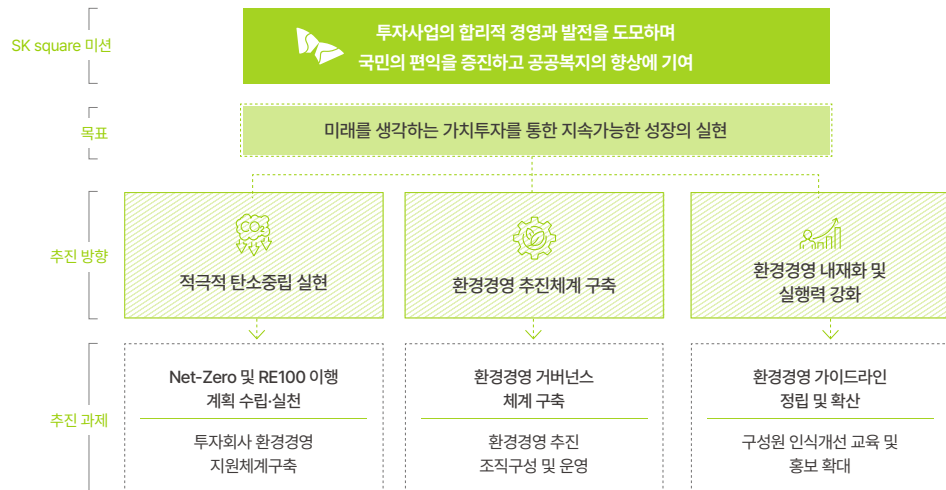 SK square 미션
투자사업의 합리적 경영과 발전을 도모하며
국민의 편익을 증진하고 공공복지의 향상에 기여
목표
미래를 생각하는 가치투자를 통한 지속가능한 성장의 실현
추진 방향
CO₂
적극적 탄소중립 실현
환경경영 추진체계 구축
환경경영 내재화 및
실행력 강화
추진 과제
Net-Zero 및 RE100 이행
계획 수립·실천
투자회사 환경경영
지원체계구축
환경경영 거버넌스
체계 구축
환경경영 추진
조직구성 및 운영
환경경영 가이드라인
정립 및 확산
구성원 인식개선 교육 및
홍보 확대